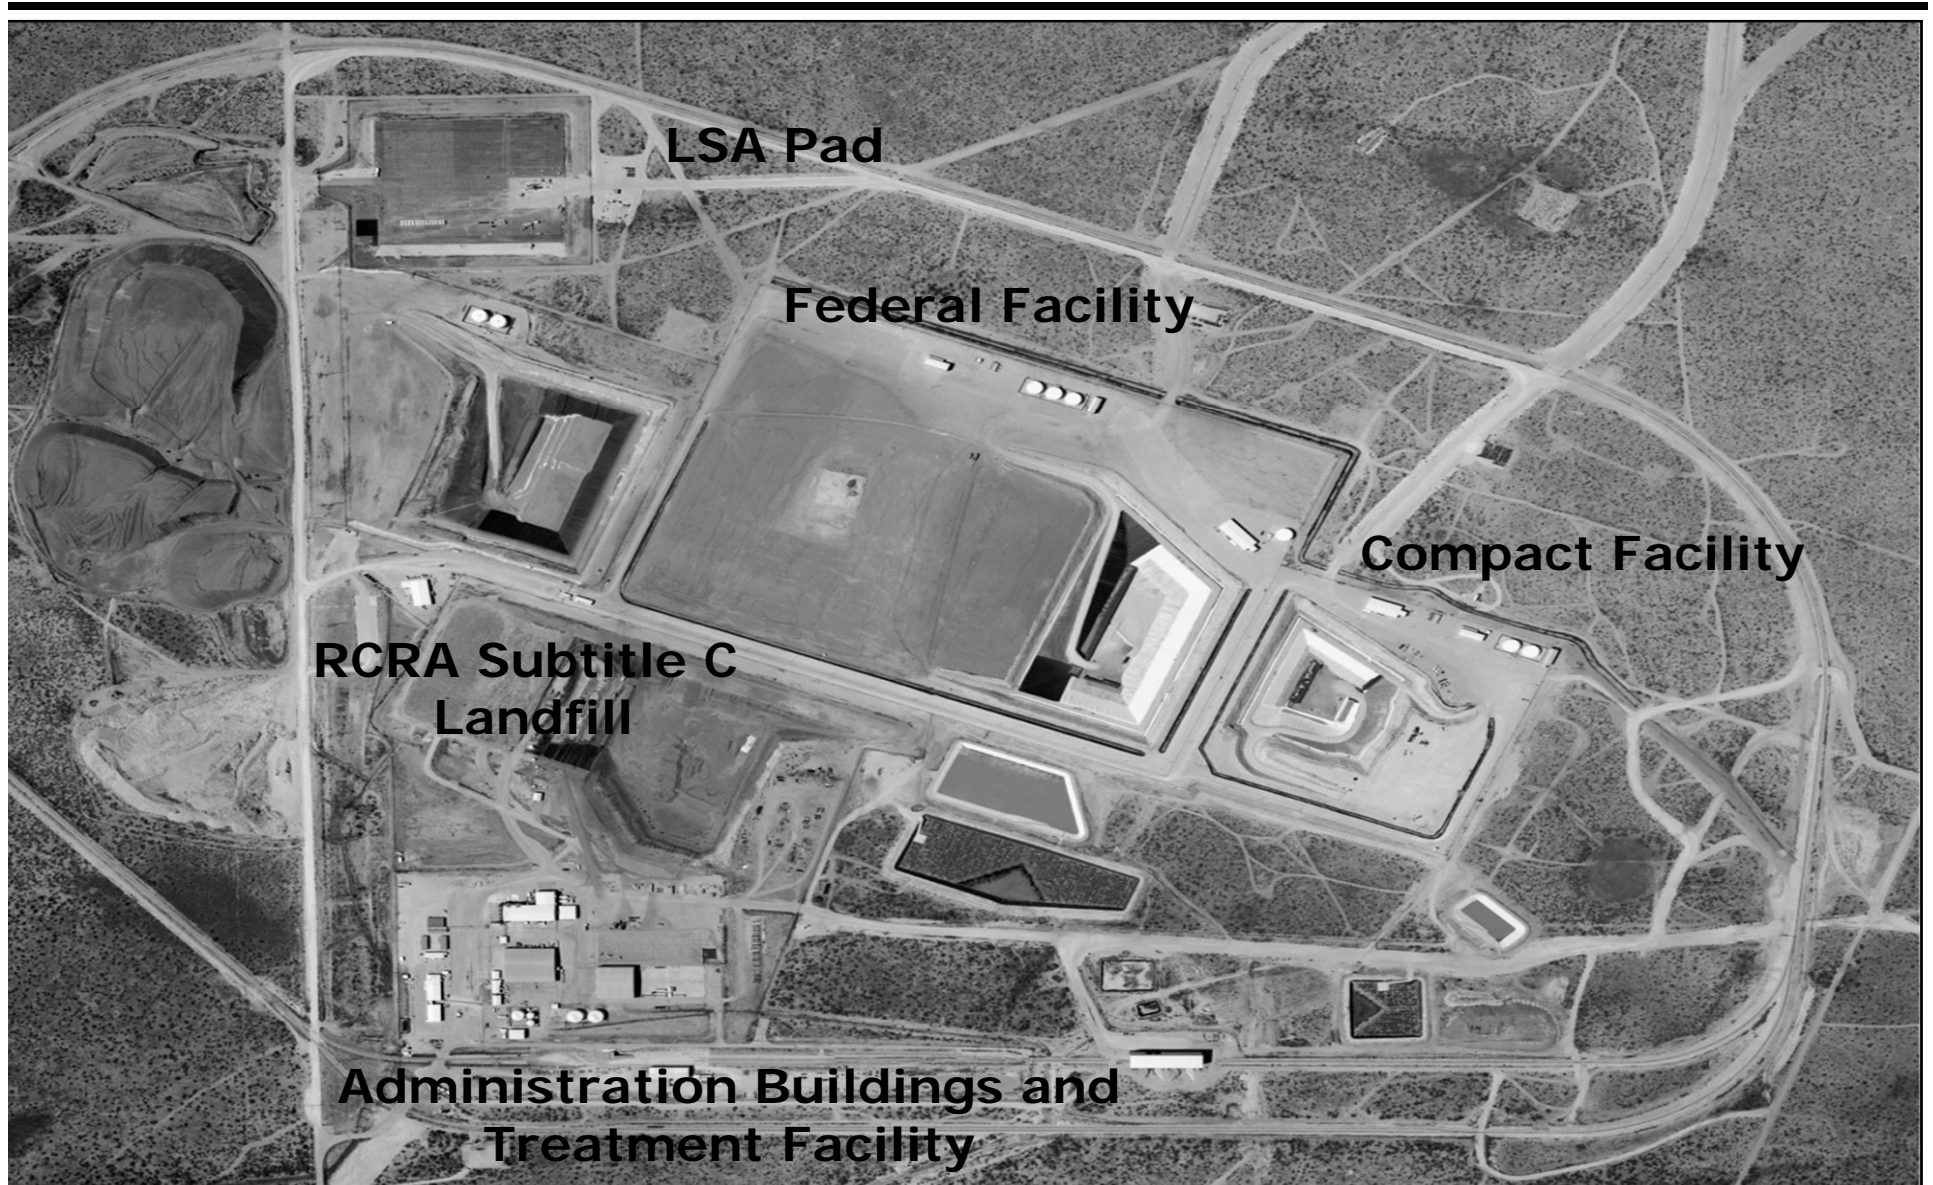 LSA Pad
Federal Facility
Compact Facility
RCRA Subtitle C
Landfill
Administration Buildings and
Treatment Facility